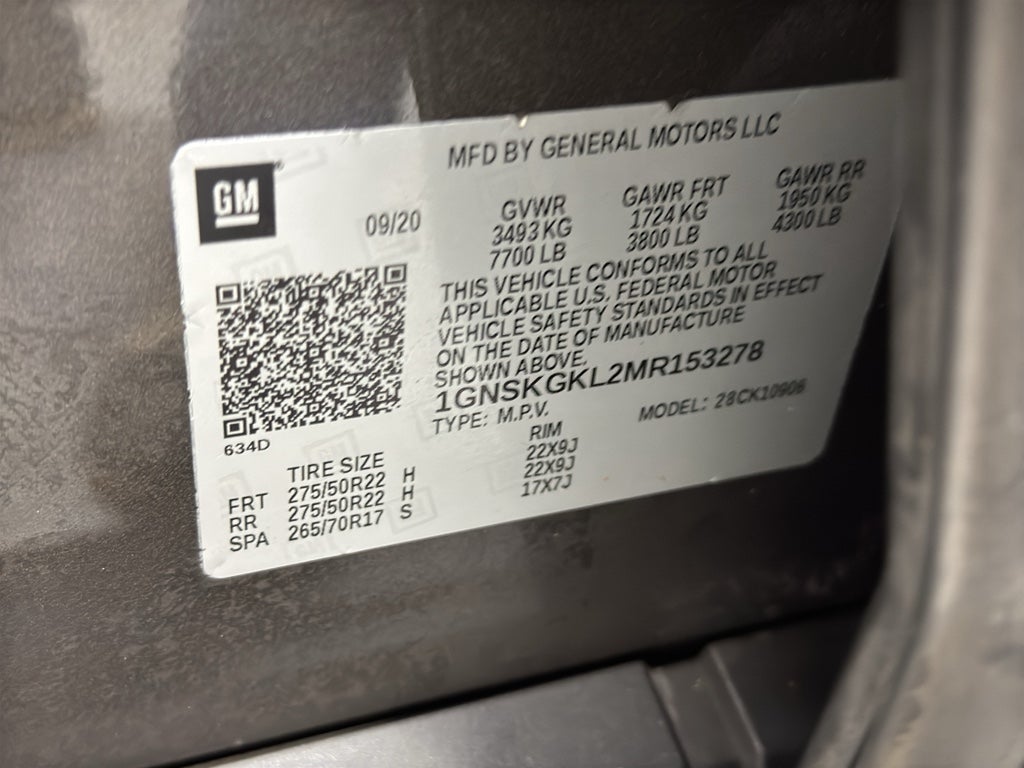 MFD BY GENERAL MOTORS LLC
GM
09/20
GVWR GAWR FRT GAWR RR
3493 KG 1724 KG 1950 KG
7700 LB 3800 LB 4300 LB
THIS VEHICLE CONFORMS TO ALL
APPLICABLE U.S. FEDERAL MOTOR
VEHICLE SAFETY STANDARDS IN EFFECT
ON THE DATE OF MANUFACTURE
SHOWN ABOVE.
1GNSKGKL2MR153278
TYPE: M.P.V. MODEL: 28CK10906
634D
TIRE SIZE RIM
FRT 275/50R22 H 22X9J
RR 275/50R22 H 22X9J
SPA 265/70R17 S 17X7J